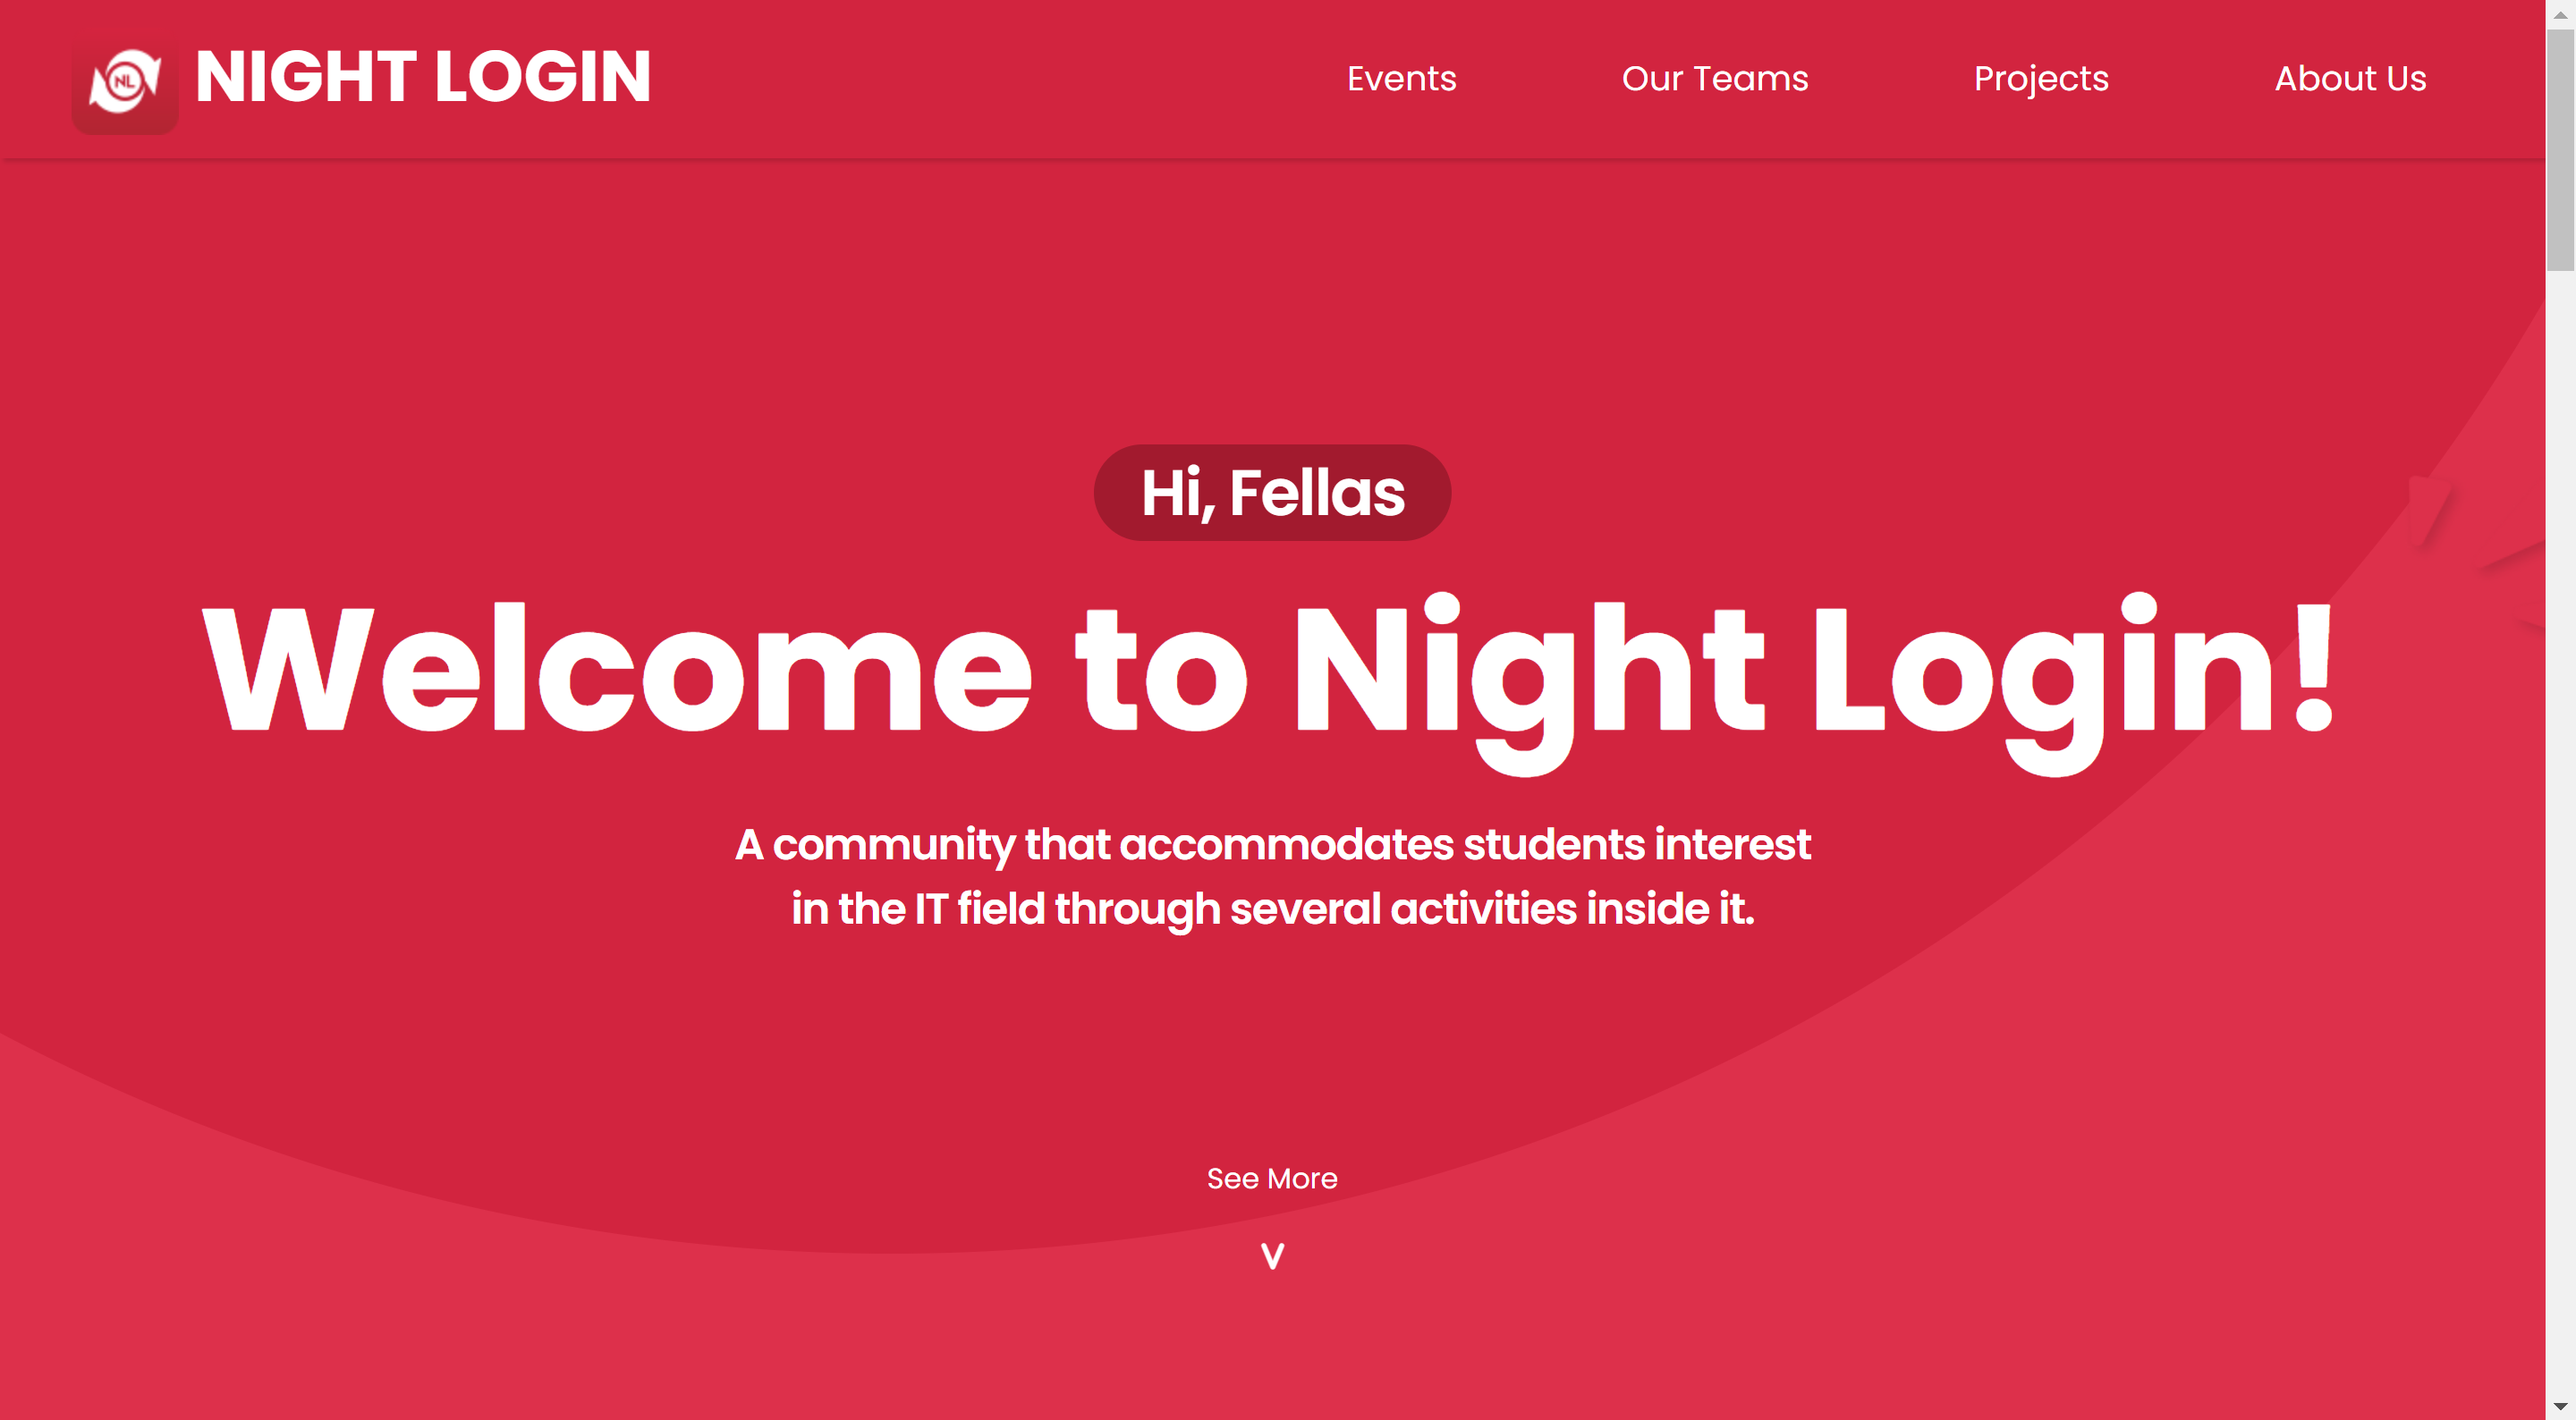 NL
NIGHT LOGIN
Events
Our Teams
Projects
About Us
Hi, Fellas
Welcome to Night Login!
A community that accommodates students interest
in the IT field through several activities inside it.
See More